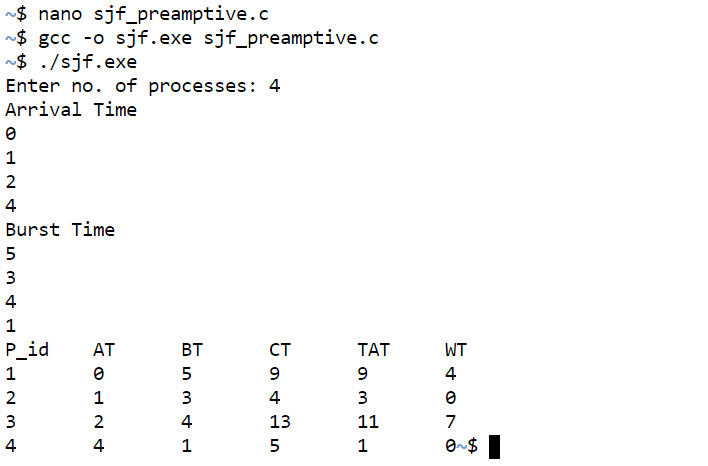 ~$ nano sjf_preamptive.c
~$ gcc -o sjf.exe sjf_preamptive.c
~$ ./sjf.exe
Enter no. of processes: 4
Arrival Time
0
1
2
4
Burst Time
5
3
4
1
P_id AT BT CT TAT WT
1 0 5 9 9 4
2 1 3 4 3 0
3 2 4 13 11 7
4 4 1 5 1 0~$